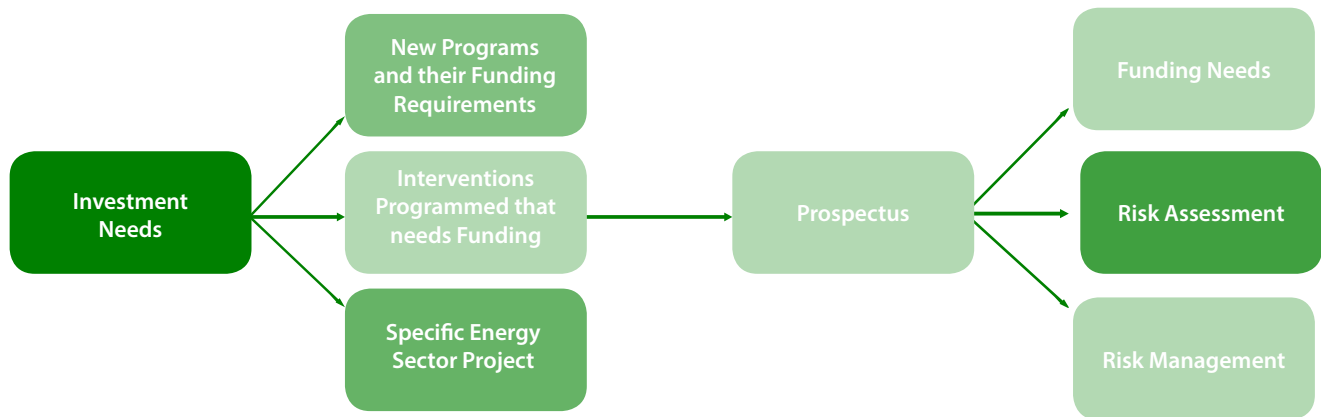 Investment
Needs
New Programs
and their Funding
Requirements
Interventions
Programmed that
needs Funding
Specific Energy
Sector Project
Prospectus
Funding Needs
Risk Assessment
Risk Management